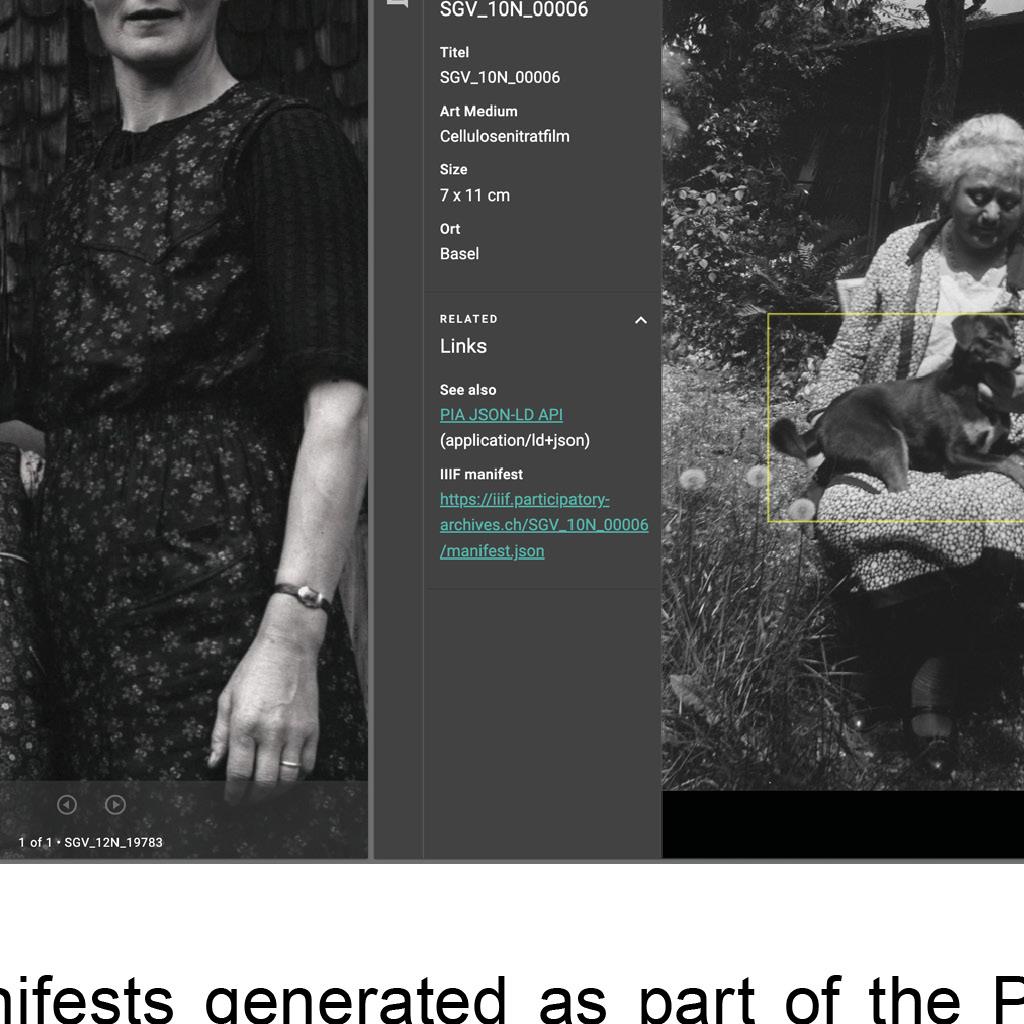 SGV_10N_00006
Titel
SGV_10N_00006
Art Medium
Cellulosenitratfilm
Size
7 x 11 cm
Ort
Basel
RELATED
Links
See also
PIA JSON-LD API
(application/ld+json)
IIIF manifest
https://iiif.participatory-
archives.ch/SGV_10N_00006
/manifest.json
1 of 1 • SGV_12N_19783
nifests generated as part of the P